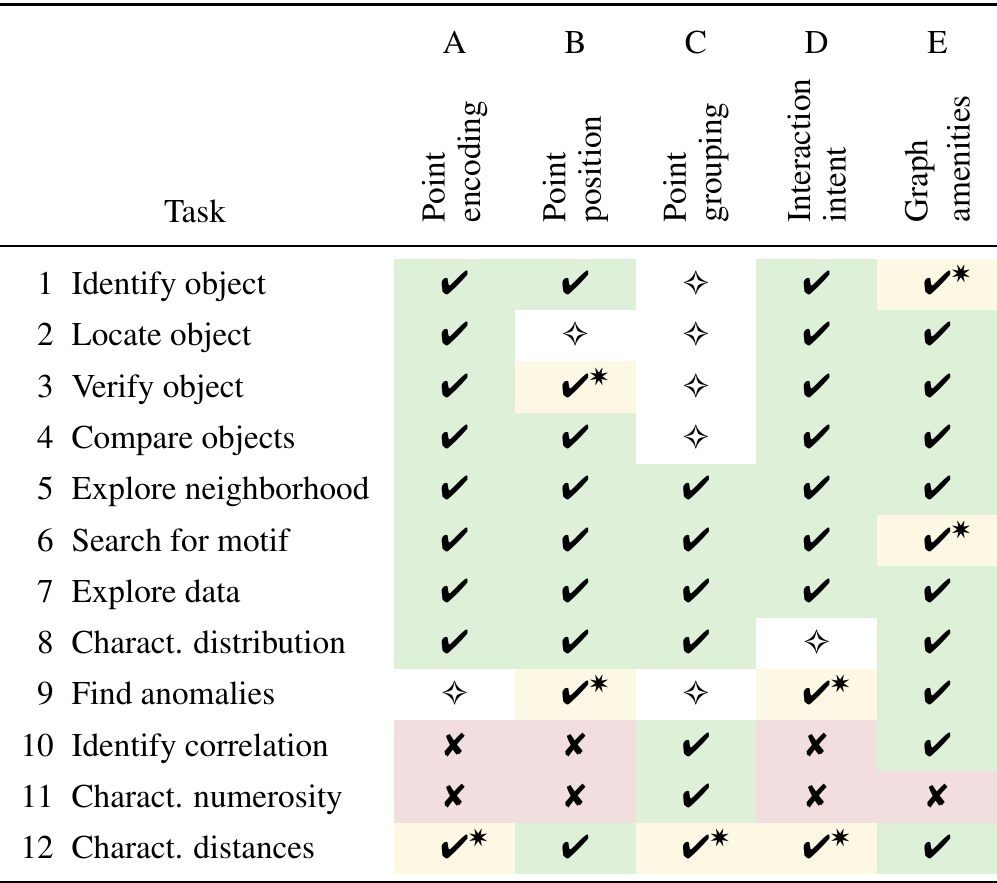 A B C D E
Task Point encoding Point position Point grouping Interaction intent Graph amenities
1 Identify object ✔ ✔ ✧ ✔ ✔✷
2 Locate object ✔ ✧ ✧ ✔ ✔
3 Verify object ✔ ✔✷ ✧ ✔ ✔
4 Compare objects ✔ ✔ ✧ ✔ ✔
5 Explore neighborhood ✔ ✔ ✔ ✔ ✔
6 Search for motif ✔ ✔ ✔ ✔ ✔✷
7 Explore data ✔ ✔ ✔ ✔ ✔
8 Charact. distribution ✔ ✔ ✔ ✧ ✔
9 Find anomalies ✧ ✔✷ ✧ ✔✷ ✔
10 Identify correlation ✘ ✘ ✔ ✘ ✔
11 Charact. numerosity ✘ ✘ ✔ ✘ ✘
12 Charact. distances ✔✷ ✔ ✔✷ ✔✷ ✔